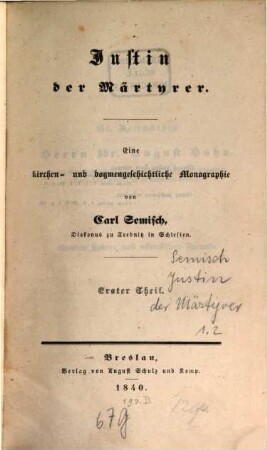 Justin
der Märtyrer.
Eine
kirchen- und dogmengeschichtliche Monographie
von
Carl Semisch,
Diakonus zu Trebnitz in Schlesien.
Erster Theil.
Semisch
Justin
der Märtyrer
1.2
Breslau,
Verlag von August Schulz und Komp.
1840.
679